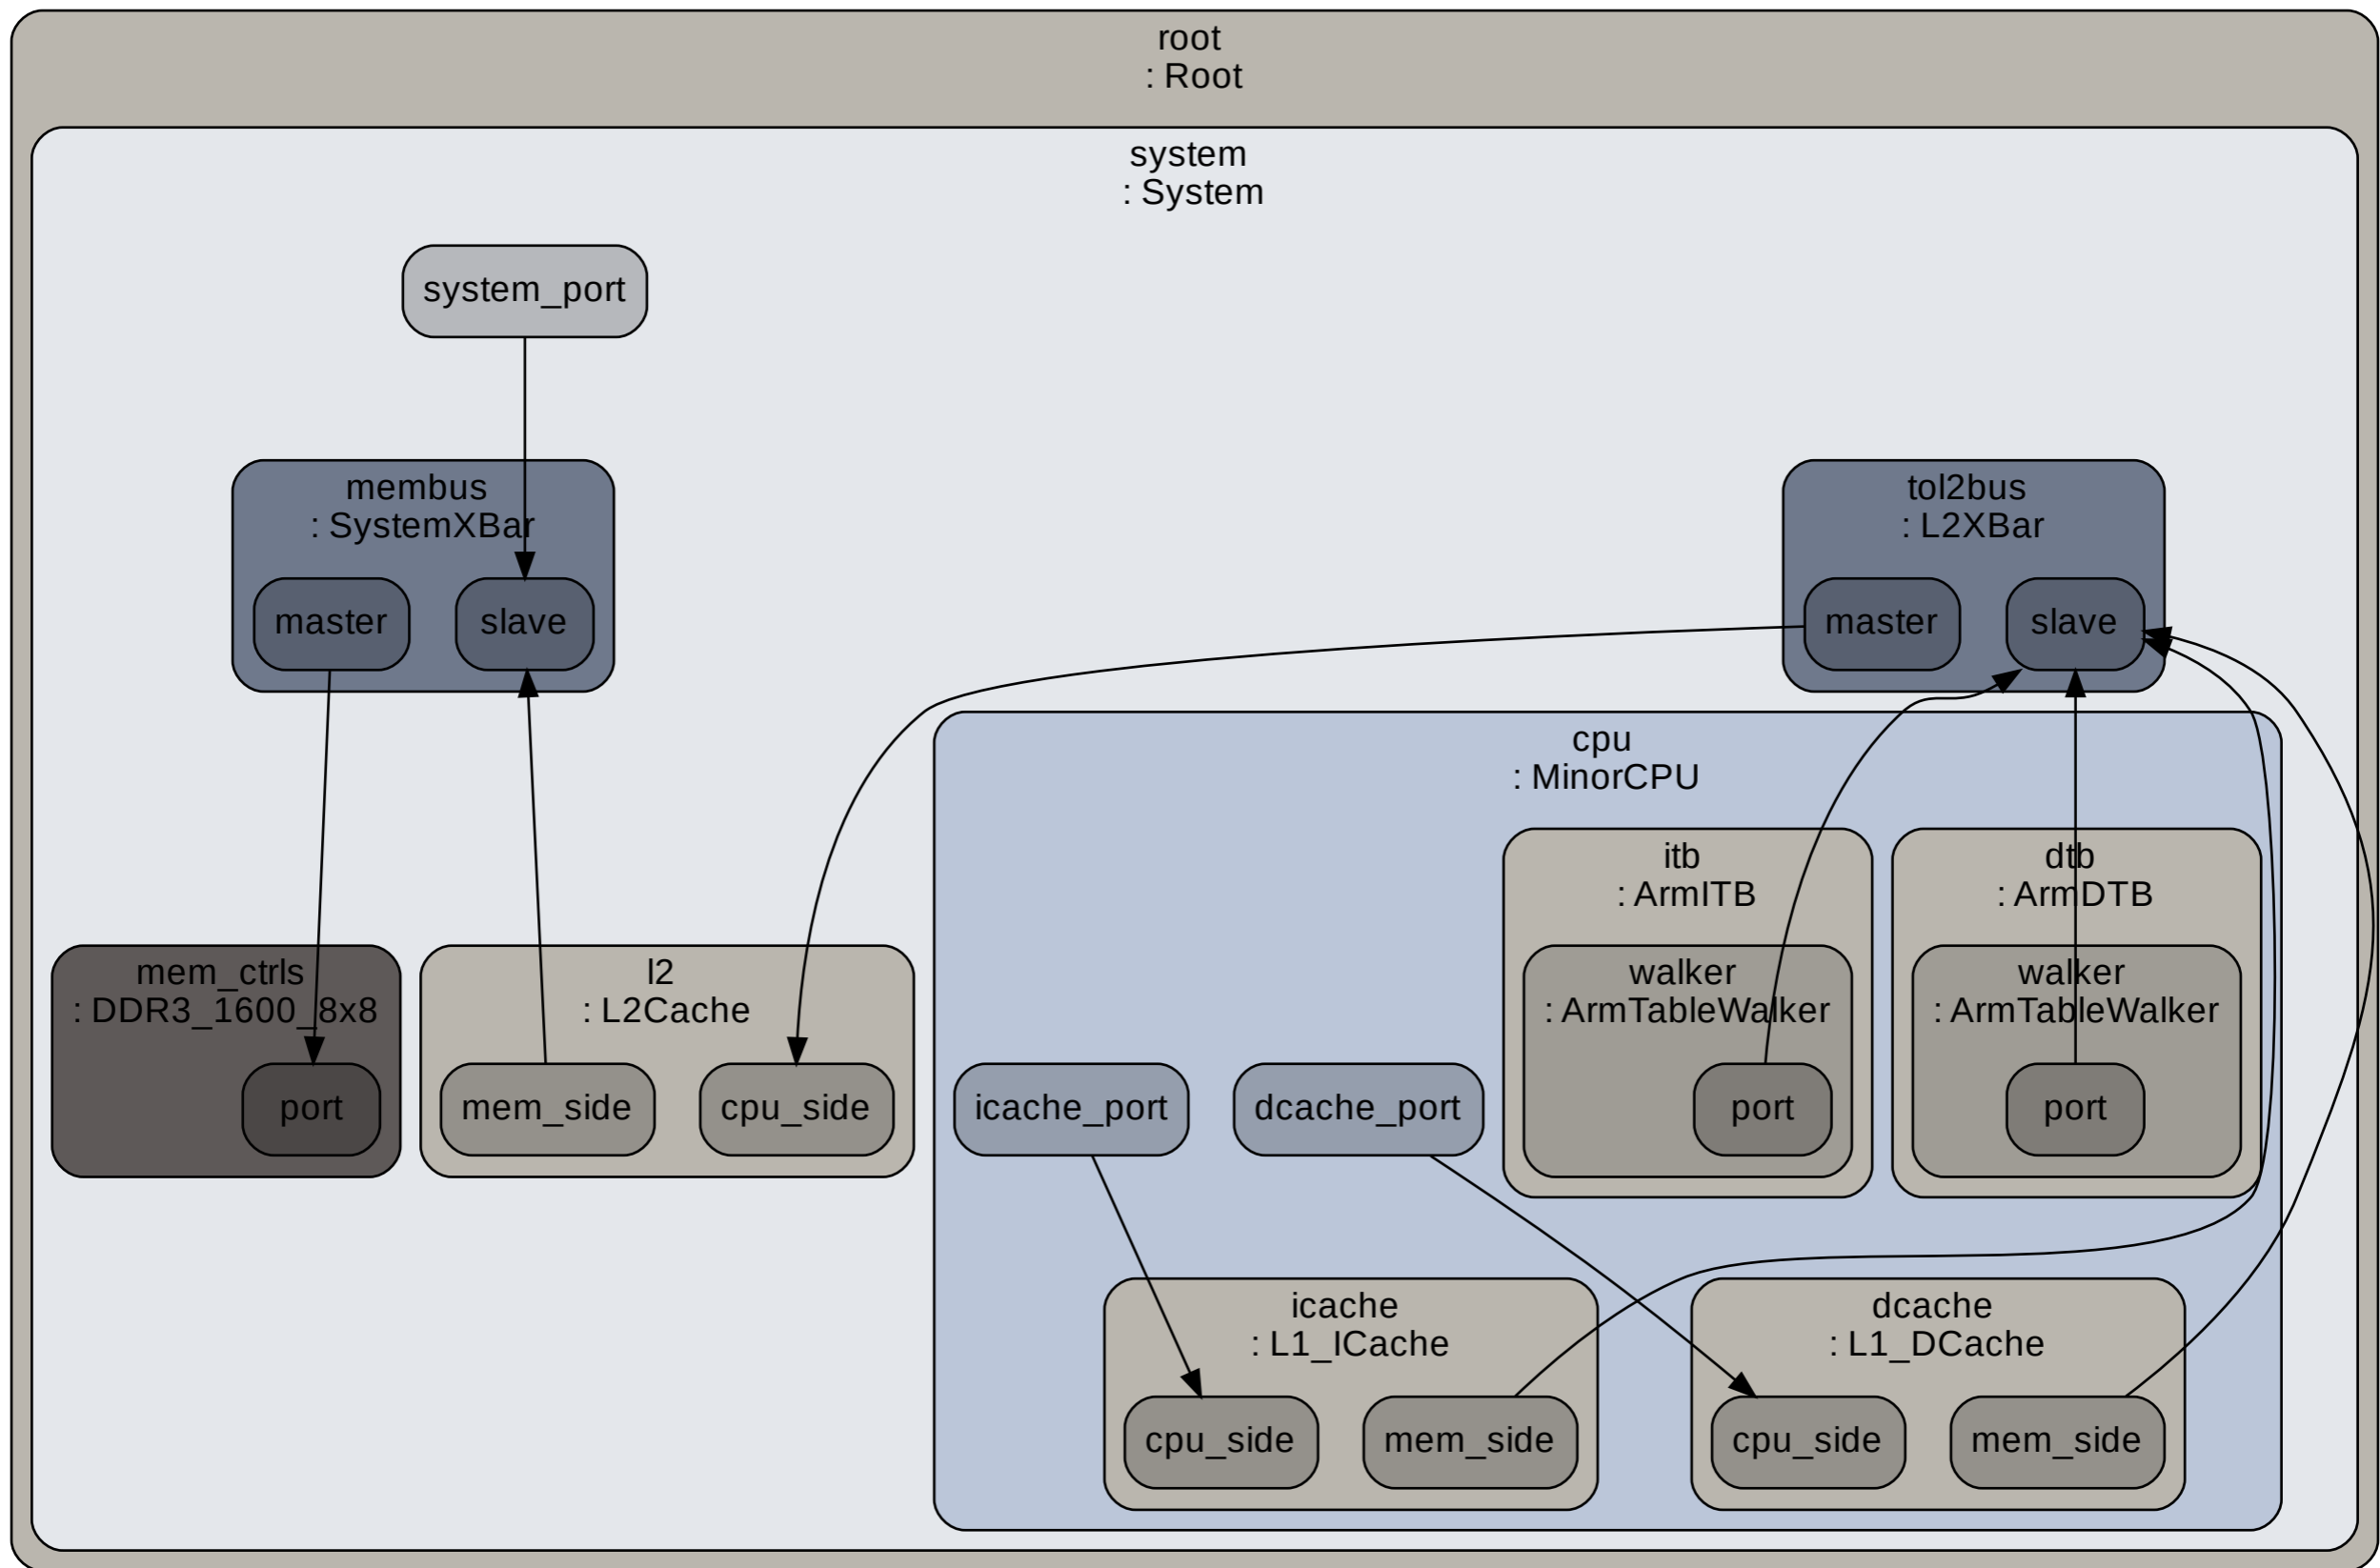 root
: Root
system
: System
system_port
membus
: SystemXBar
master
slave
tol2bus
: L2XBar
master
slave
cpu
: MinorCPU
itb
: ArmITB
walker
: ArmTableWalker
port
dtb
: ArmDTB
walker
: ArmTableWalker
port
mem_ctrls
: DDR3_1600_8x8
port
l2
: L2Cache
mem_side
cpu_side
icache_port
dcache_port
icache
: L1_ICache
cpu_side
mem_side
dcache
: L1_DCache
cpu_side
mem_side